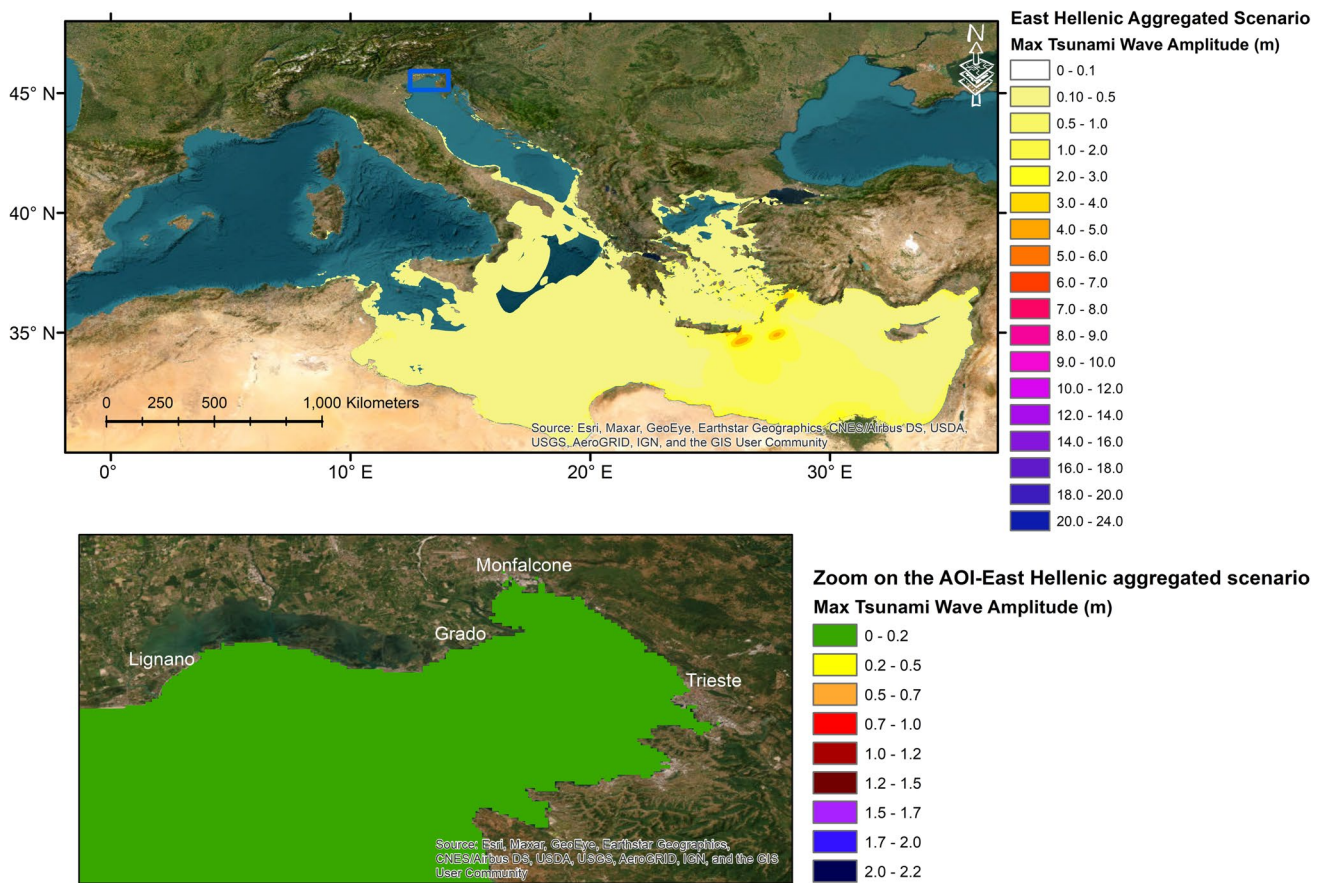 East Hellenic Aggregated Scenario
Max Tsunami Wave Amplitude (m)
0 - 0.1
0.10 - 0.5
0.5 - 1.0
1.0 - 2.0
2.0 - 3.0
3.0 - 4.0
4.0 - 5.0
5.0 - 6.0
6.0 - 7.0
7.0 - 8.0
8.0 - 9.0
9.0 - 10.0
10.0 - 12.0
12.0 - 14.0
14.0 - 16.0
16.0 - 18.0
18.0 - 20.0
20.0 - 24.0
N
45° N
40° N
35° N
0 250 500 1,000 Kilometers
Source: Esri, Maxar, GeoEye, Earthstar Geographics, CNES/Airbus DS, USDA,
USGS, AeroGRID, IGN, and the GIS User Community
0° 10° E 20° E 30° E
Monfalcone
Grado
Lignano
Trieste
Source: Esri, Maxar, GeoEye, Earthstar Geographics,
CNES/Airbus DS, USDA, USGS, AeroGRID, IGN, and the GIS
User Community
Zoom on the AOI-East Hellenic aggregated scenario
Max Tsunami Wave Amplitude (m)
0 - 0.2
0.2 - 0.5
0.5 - 0.7
0.7 - 1.0
1.0 - 1.2
1.2 - 1.5
1.5 - 1.7
1.7 - 2.0
2.0 - 2.2